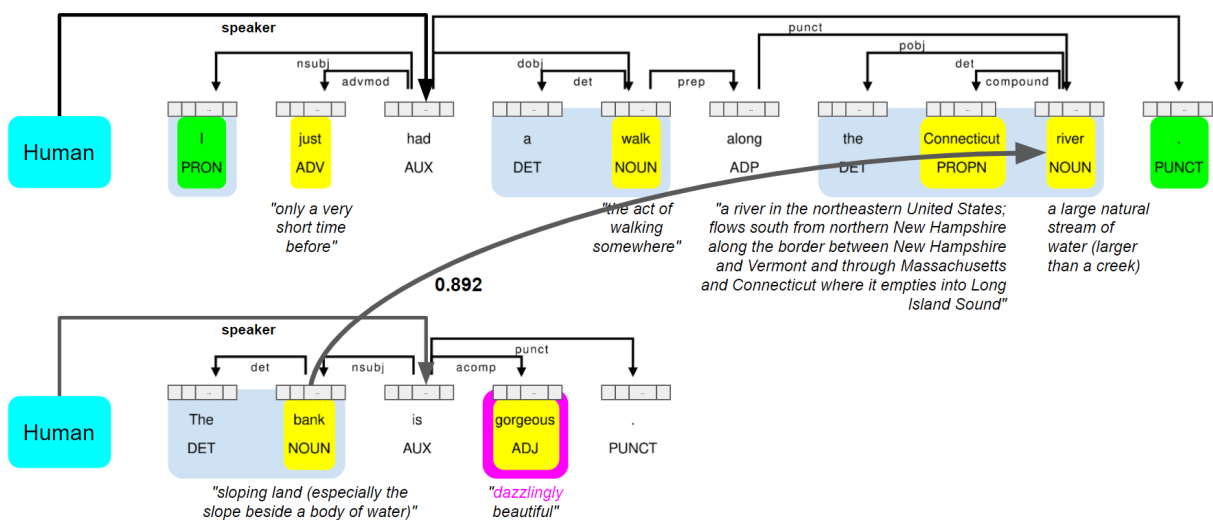 speaker
punct
nsubj
dobj
pobj
advmod
det
prep
det
compound
Human
I just had a walk along the Connecticut river .
PRON ADV AUX DET NOUN ADP DET PROPN NOUN PUNCT
"only a very
short time
before"
"the act of
walking
somewhere"
"a river in the northeastern United States;
flows south from northern New Hampshire
along the border between New Hampshire
and Vermont and through Massachusetts
and Connecticut where it empties into Long
Island Sound"
a large natural
stream of
water (larger
than a creek)
0.892
speaker
punct
det
nsubj
acomp
Human
The bank is gorgeous .
DET NOUN AUX ADJ PUNCT
"sloping land (especially the
slope beside a body of water)"
"dazzlingly
beautiful"